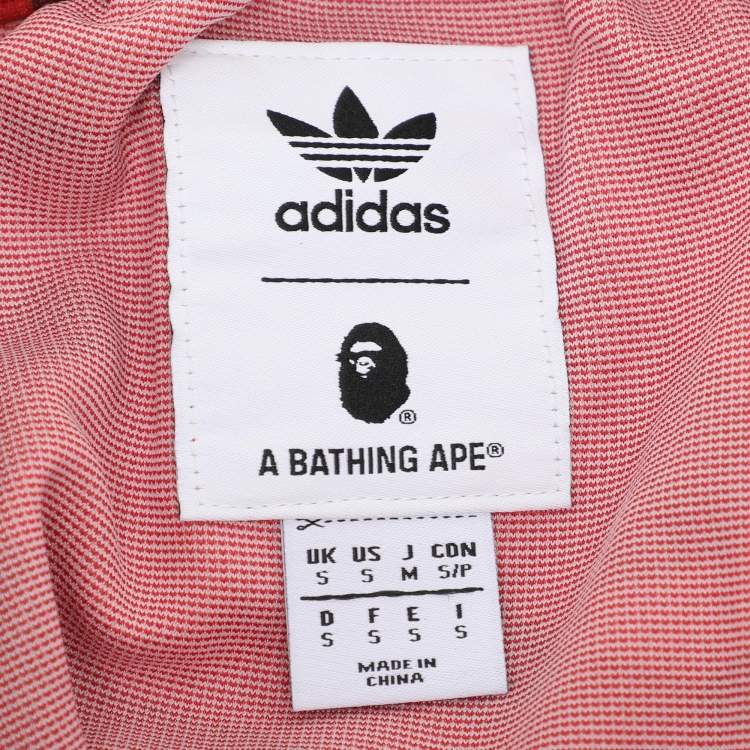 adidas
®
A BATHING APE®
UK US J CON
S S M S/P
D F E I
S S S S
MADE IN
CHINA